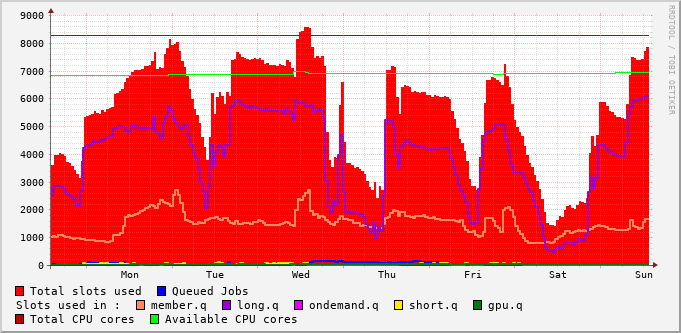 9000
8000
7000
6000
5000
4000
3000
2000
1000
0
Mon Tue Wed Thu Fri Sat Sun
RRDTOOL / TOBI OETIKER
Total slots used Queued Jobs
Slots used in : member.q long.q ondemand.q short.q gpu.q
Total CPU cores Available CPU cores